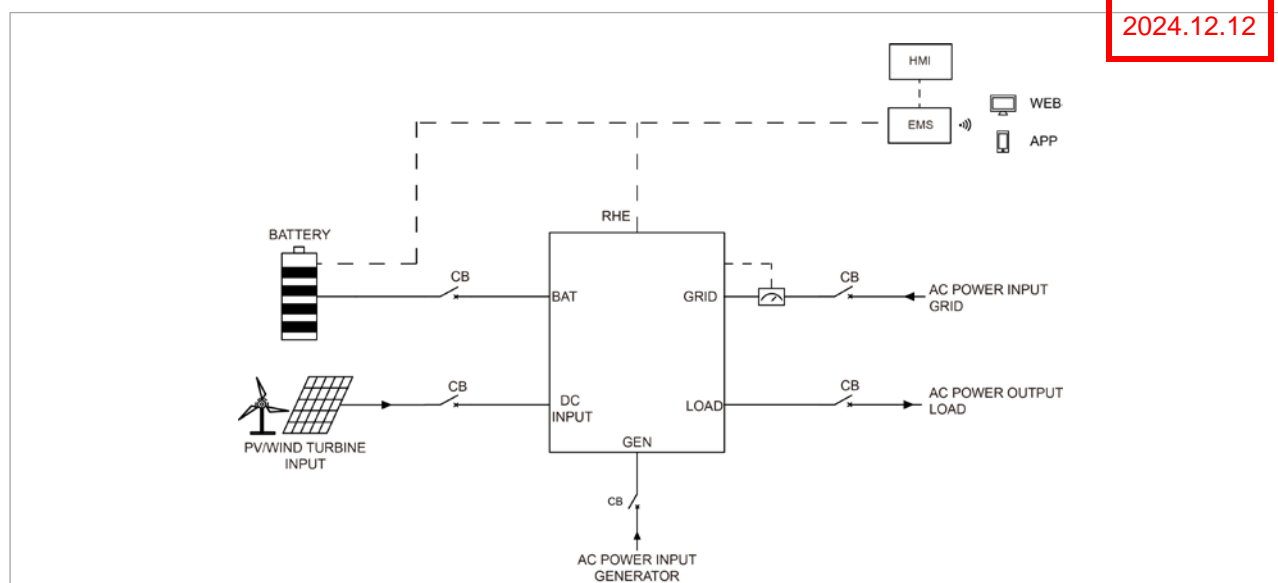 2024.12.12
HMI
EMS
WEB
APP
RHE
BATTERY
CB
BAT
GRID
CB
AC POWER INPUT
GRID
CB
DC
INPUT
LOAD
CB
AC POWER OUTPUT
LOAD
PV/WIND TURBINE
INPUT
GEN
CB
AC POWER INPUT
GENERATOR